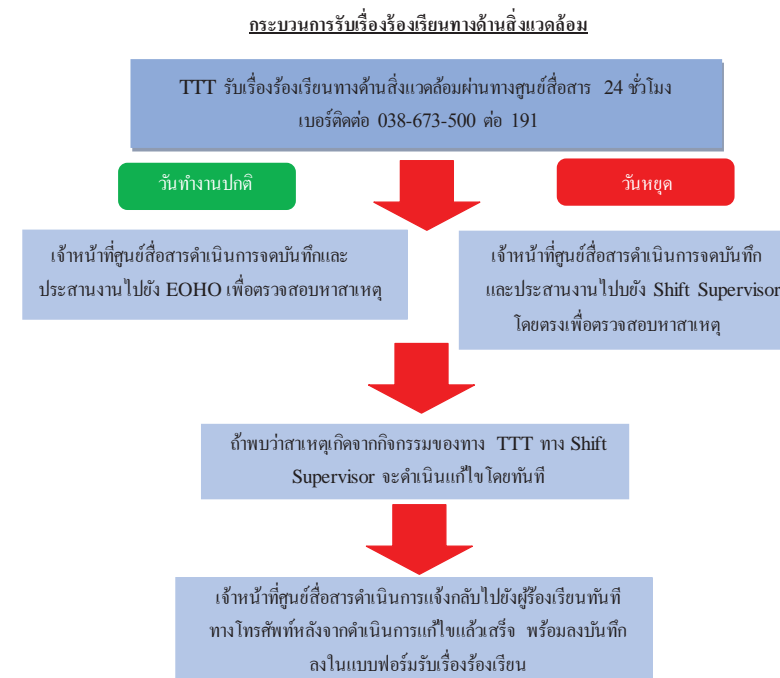 กระบวนการรับเรื่องร้องเรียนทางด้านสิ่งแวดล้อม
TTT รับเรื่องร้องเรียนทางด้านสิ่งแวดล้อมผ่านทางศูนย์สื่อสาร 24 ชั่วโมง
เบอร์ติดต่อ 038-673-500 ต่อ 191
วันทำงานปกติ
วันหยุด
เจ้าหน้าที่ศูนย์สื่อสารดำเนินการจดบันทึกและ
ประสานงานไปยัง EOHO เพื่อตรวจสอบหาสาเหตุ
เจ้าหน้าที่ศูนย์สื่อสารดำเนินการจดบันทึก
และประสานงานไปบยัง Shift Supervisor
โดยตรงเพื่อตรวจสอบหาสาเหตุ
ถ้าพบว่าสาเหตุเกิดจากกิจกรรมของทาง TTT ทาง Shift
Supervisor จะดำเนินแก้ไขโดยทันที
เจ้าหน้าที่ศูนย์สื่อสารดำเนินการแจ้งกลับไปยังผู้ร้องเรียนทันที
ทางโทรศัพท์หลังจากดำเนินการแก้ไขแล้วเสร็จ พร้อมลงบันทึก
ลงในแบบฟอร์มรับเรื่องร้องเรียน